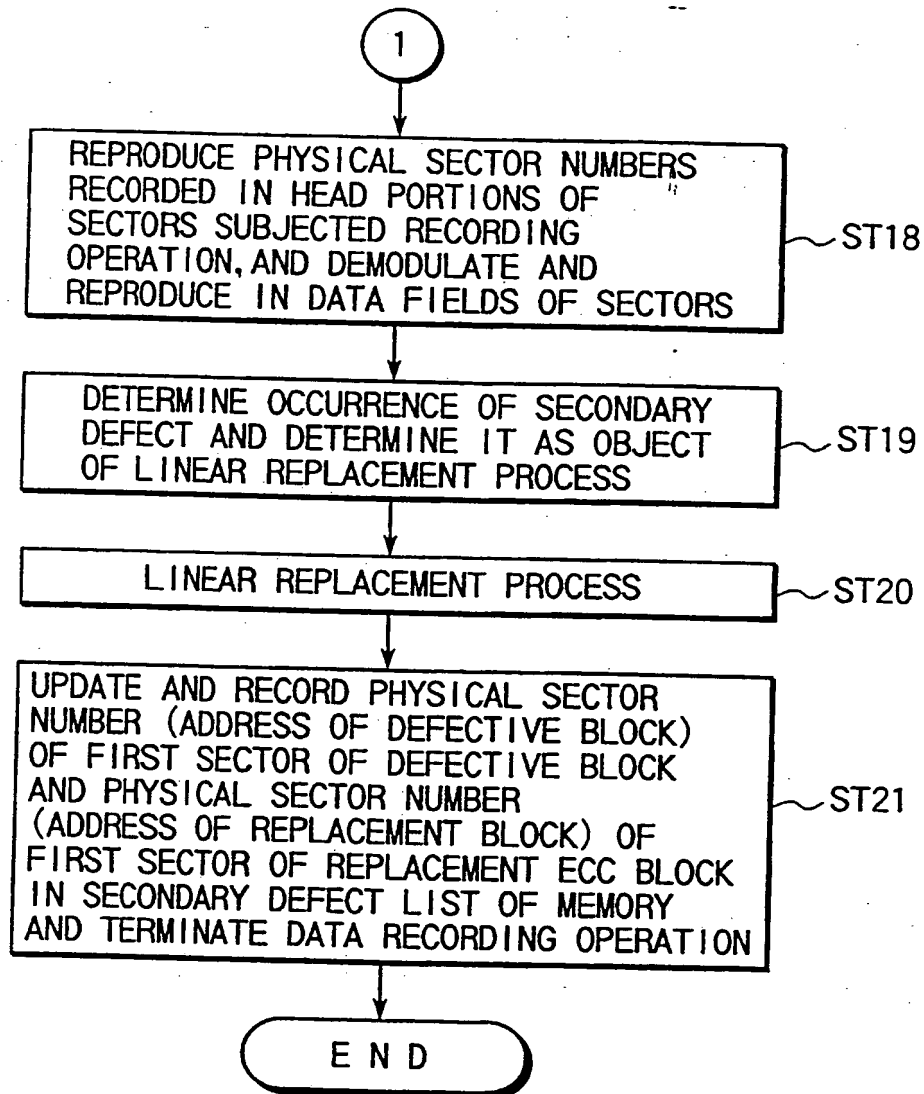 1
REPRODUCE PHYSICAL SECTOR NUMBERS
RECORDED IN HEAD PORTIONS OF
SECTORS SUBJECTED RECORDING
OPERATION, AND DEMODULATE AND
REPRODUCE IN DATA FIELDS OF SECTORS
ST18
DETERMINE OCCURRENCE OF SECONDARY
DEFECT AND DETERMINE IT AS OBJECT
OF LINEAR REPLACEMENT PROCESS
ST19
LINEAR REPLACEMENT PROCESS
ST20
UPDATE AND RECORD PHYSICAL SECTOR
NUMBER (ADDRESS OF DEFECTIVE BLOCK)
OF FIRST SECTOR OF DEFECTIVE BLOCK
AND PHYSICAL SECTOR NUMBER
(ADDRESS OF REPLACEMENT BLOCK) OF
FIRST SECTOR OF REPLACEMENT ECC BLOCK
IN SECONDARY DEFECT LIST OF MEMORY
AND TERMINATE DATA RECORDING OPERATION
ST21
END